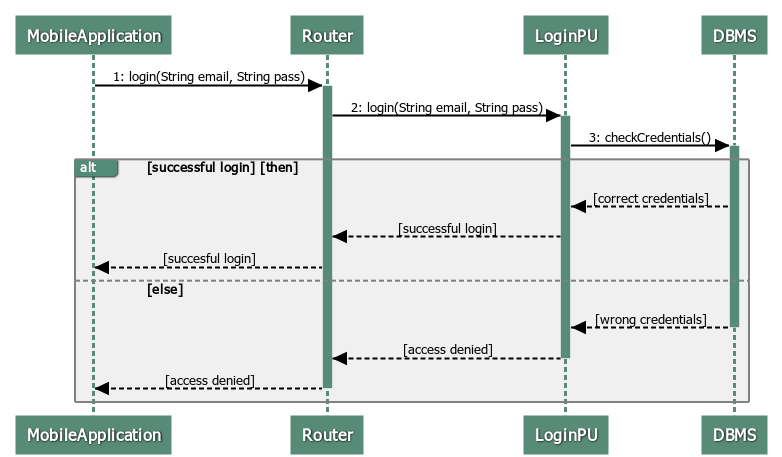 MobileApplication Router LoginPU DBMS
1: login(String email, String pass)
2: login(String email, String pass)
3: checkCredentials()
alt [successful login] [then]
[correct credentials]
[successful login]
[succesful login]
[else]
[wrong credentials]
[access denied]
[access denied]
MobileApplication Router LoginPU DBMS